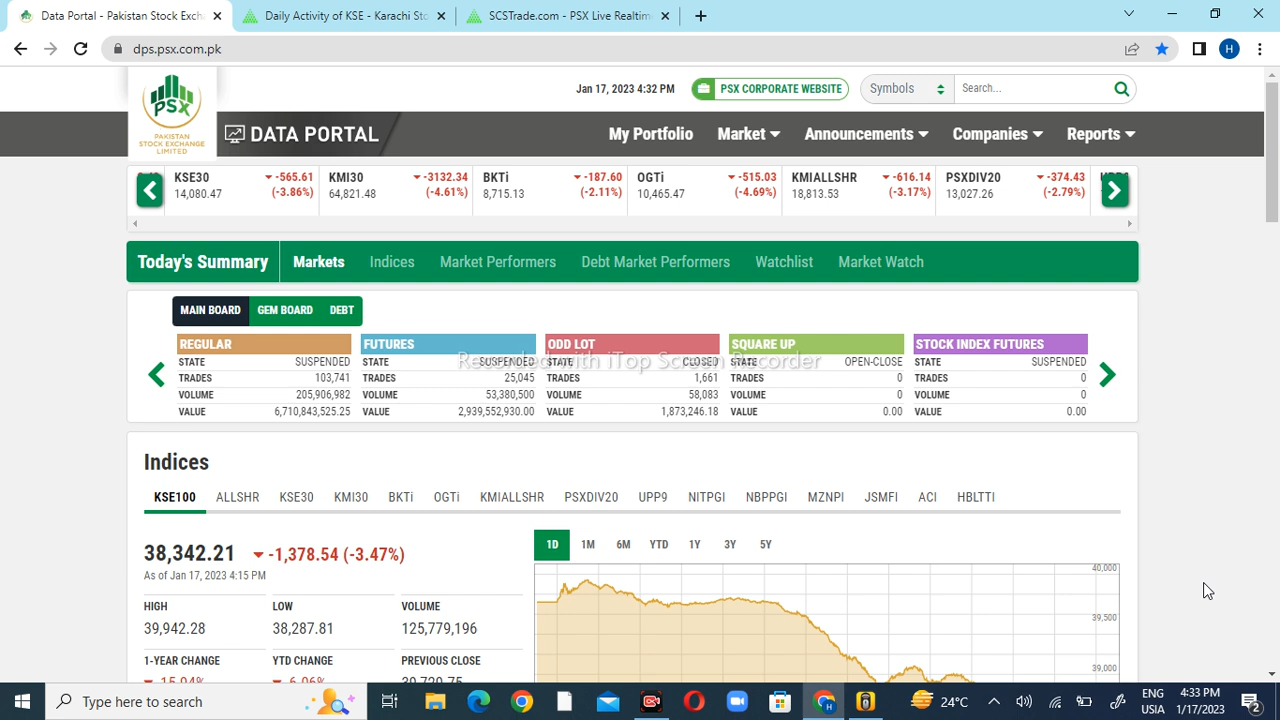 Data Portal - Pakistan Stock Exch
Daily Activity of KSE - Karachi St
SCSTrade.com - PSX Live Realtim
dps.psx.com.pk
H
Jan 17, 2023 4:32 PM
PSX CORPORATE WEBSITE
Symbols
Search...
PSX
PAKISTAN
STOCK EXCHANGE
LIMITED
DATA PORTAL
My Portfolio
Market
Announcements
Companies
Reports
KSE30 -565.61
14,080.47 (-3.86%)
KMI30 -3132.34
64,821.48 (-4.61%)
BKTi -187.60
8,715.13 (-2.11%)
OGTi -515.03
10,465.47 (-4.69%)
KMIALLSHR -616.14
18,813.53 (-3.17%)
PSXDIV20 -374.43
13,027.26 (-2.79%)
Today's Summary
Markets
Indices
Market Performers
Debt Market Performers
Watchlist
Market Watch
MAIN BOARD
GEM BOARD
DEBT
REGULAR
STATE SUSPENDED
TRADES 103,741
VOLUME 205,906,982
VALUE 6,710,843,525.25
FUTURES
STATE SUSPENDED
TRADES 25,045
VOLUME 53,380,500
VALUE 2,939,552,930.00
ODD LOT
STATE CLOSED
TRADES 1,661
VOLUME 58,083
VALUE 1,873,246.18
SQUARE UP
STATE OPEN-CLOSE
TRADES 0
VOLUME 0
VALUE 0.00
STOCK INDEX FUTURES
STATE SUSPENDED
TRADES 0
VOLUME 0
VALUE 0.00
Recorded with iTop Screen Recorder
Indices
KSE100 ALLSHR KSE30 KMI30 BKTi OGTi KMIALLSHR PSXDIV20 UPP9 NITPGI NBPPGI MZNPI JSMFI ACI HBLTTI
38,342.21 -1,378.54 (-3.47%)
As of Jan 17, 2023 4:15 PM
HIGH LOW VOLUME
39,942.28 38,287.81 125,779,196
1-YEAR CHANGE YTD CHANGE PREVIOUS CLOSE
1D 1M 6M YTD 1Y 3Y 5Y
40,000
39,500
39,000
Type here to search
24°C
ENG
USIA
4:33 PM
1/17/2023
2